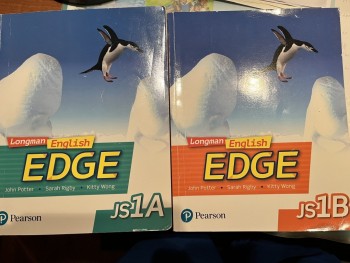 Longman English
EDGE
John Potter • Sarah Rigby • Kitty Wong
Pearson
JS1A
Longman English
EDGE
John Potter • Sarah Rigby • Kitty Wong
Pearson
JS1B